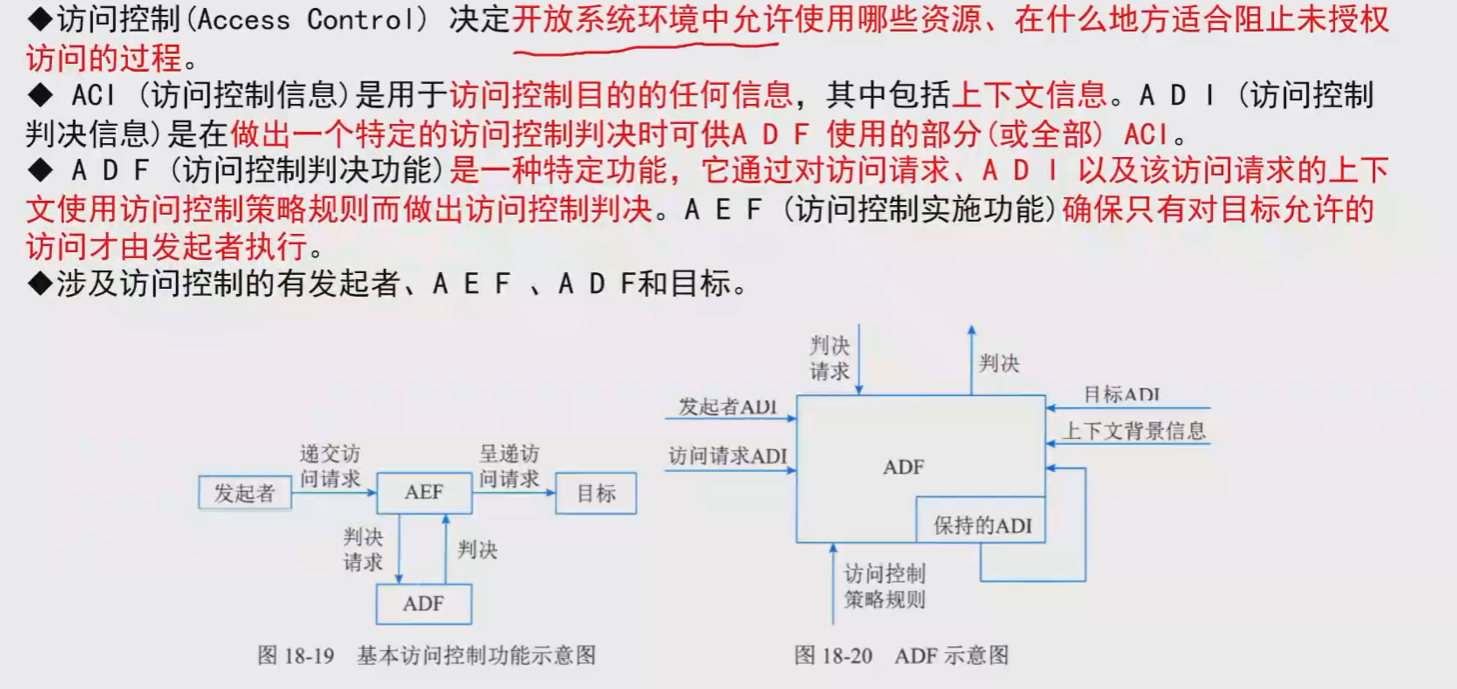 ◆访问控制(Access Control) 决定开放系统环境中允许使用哪些资源、在什么地方适合阻止未授权
访问的过程。
◆ ACI (访问控制信息)是用于访问控制目的的任何信息，其中包括上下文信息。A D I (访问控制
判决信息)是在做出一个特定的访问控制判决时可供A D F 使用的部分(或全部) ACI。
◆ A D F (访问控制判决功能)是一种特定功能，它通过对访问请求、A D I 以及该访问请求的上下
文使用访问控制策略规则而做出访问控制判决。A E F (访问控制实施功能)确保只有对目标允许的
访问才由发起者执行。
◆涉及访问控制的有发起者、A E F 、A D F和目标。
发起者
递交访
问请求
AEF
呈递访
问请求
目标
判决
请求
判决
ADF
图 18-19 基本访问控制功能示意图
判决
请求
判决
发起者ADI
访问请求ADI
目标ADI
上下文背景信息
ADF
保持的ADI
访问控制
策略规则
图 18-20 ADF 示意图